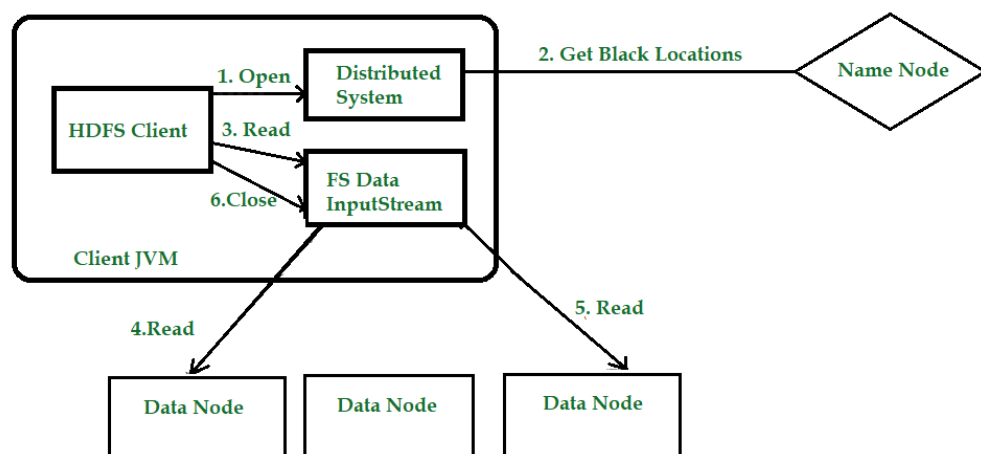 1. Open
Distributed
System
2. Get Black Locations
Name Node
HDFS Client
3. Read
6.Close
FS Data
InputStream
Client JVM
4.Read
5. Read
Data Node
Data Node
Data Node